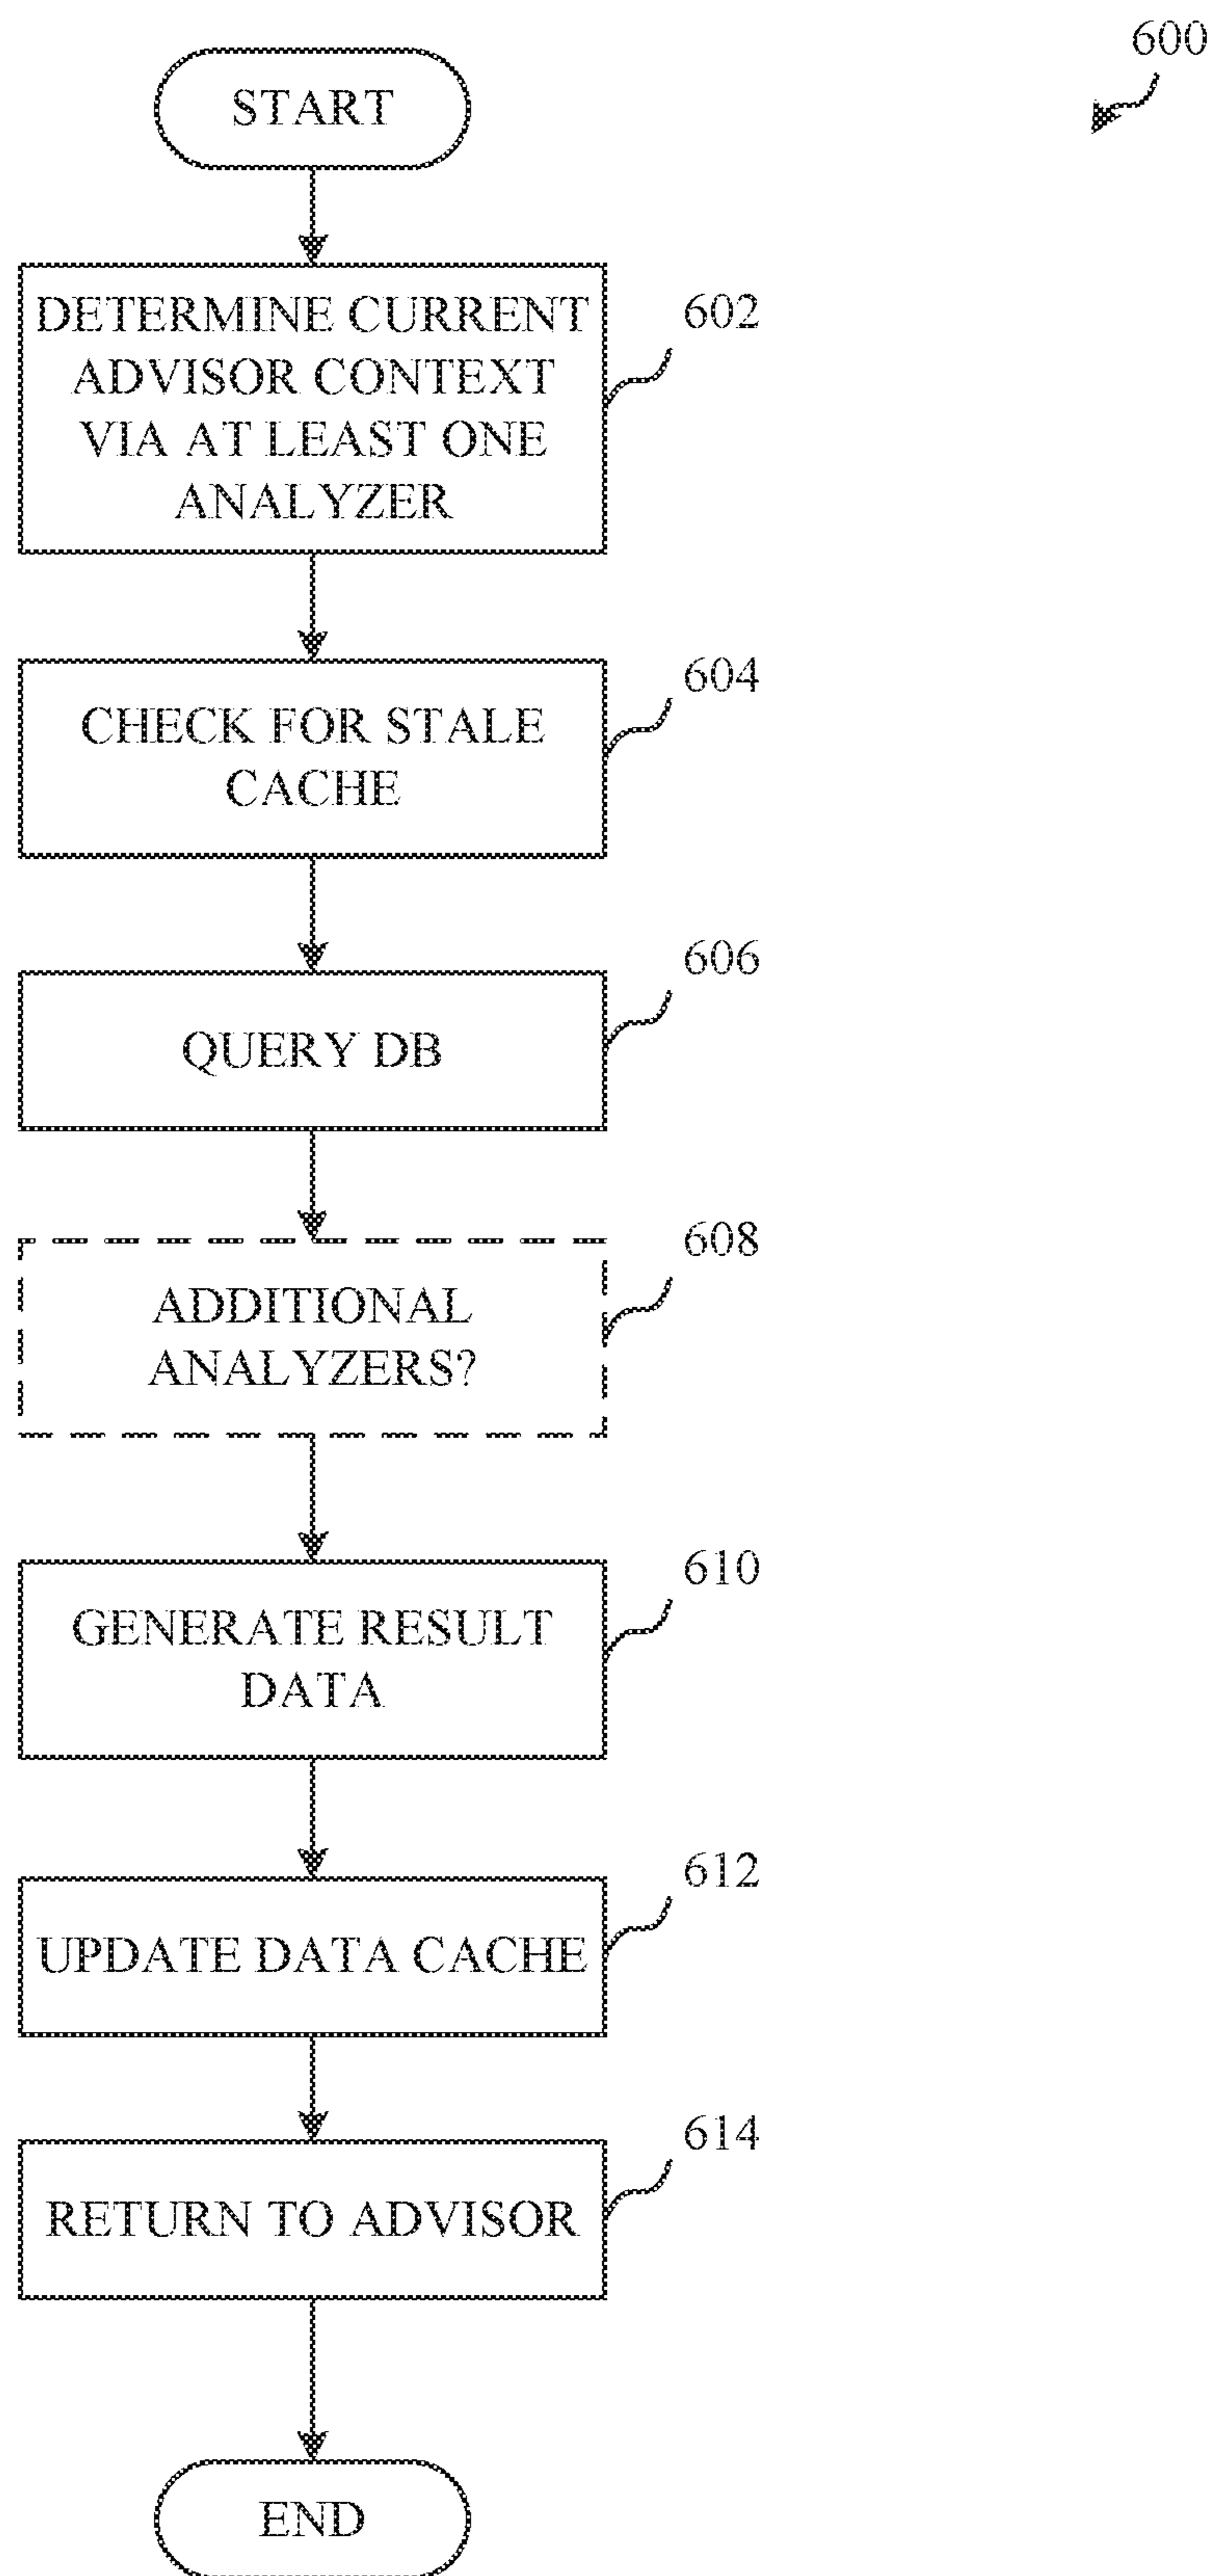 600
START
DETERMINE CURRENT
ADVISOR CONTEXT
VIA AT LEAST ONE
ANALYZER
602
CHECK FOR STALE
CACHE
604
QUERY DB
606
ADDITIONAL
ANALYZERS?
608
GENERATE RESULT
DATA
610
UPDATE DATA CACHE
612
RETURN TO ADVISOR
614
END